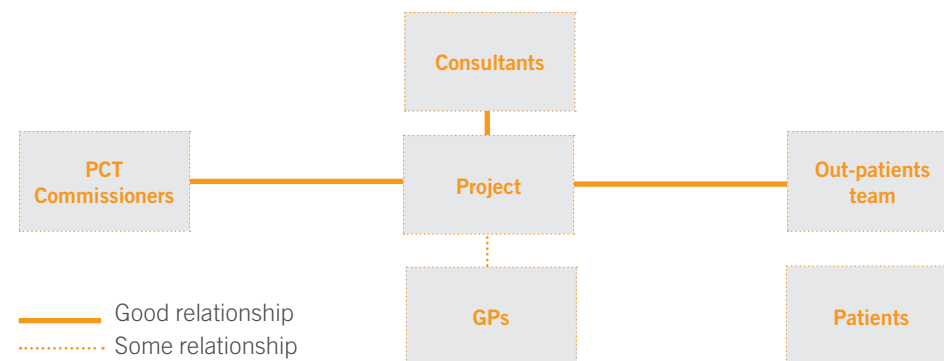 Consultants
PCT
Commissioners
Project
Out-patients
team
GPs
Patients
Good relationship
Some relationship